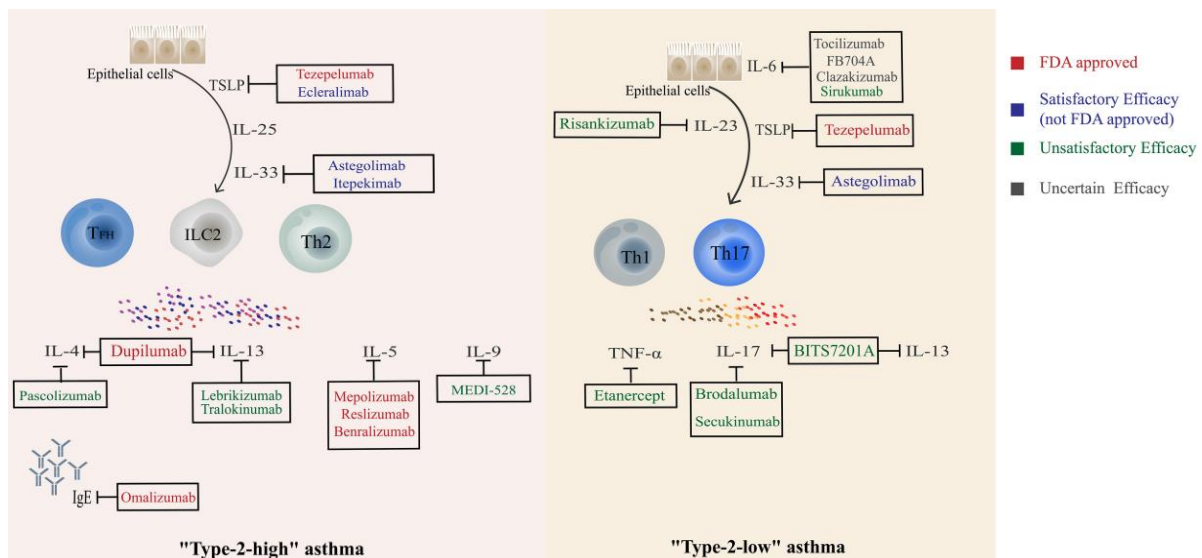 Epithelial cells
TSLP
Tezepelumab
Ecleralimab
IL-25
IL-33
Astegolimab
Itepekimab
TFH
ILC2
Th2
IL-4
Dupilumab
IL-13
IL-5
IL-9
Pascolizumab
Lebrikizumab
Tralokinumab
Mepolizumab
Reslizumab
Benralizumab
MEDI-528
IgE
Omalizumab
"Type-2-high" asthma
Epithelial cells
IL-6
Tocilizumab
FB704A
Clazakizumab
Sirukumab
Risankizumab
IL-23
TSLP
Tezepelumab
IL-33
Astegolimab
Th1
Th17
TNF-α
IL-17
BITS7201A
IL-13
Etanercept
Brodalumab
Secukinumab
"Type-2-low" asthma
FDA approved
Satisfactory Efficacy
(not FDA approved)
Unsatisfactory Efficacy
Uncertain Efficacy